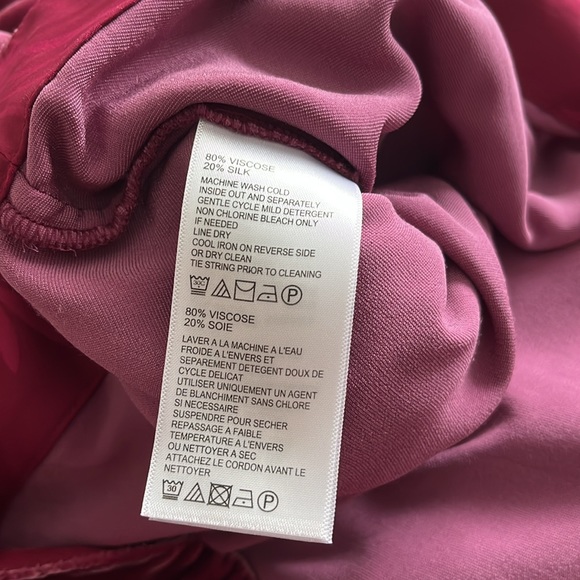 80% VISCOSE
20% SILK
MACHINE WASH COLD
INSIDE OUT AND SEPARATELY
GENTLE CYCLE MILD DETERGENT
NON CHLORINE BLEACH ONLY
IF NEEDED
LINE DRY
COOL IRON ON REVERSE SIDE
OR DRY CLEAN
TIE STRING PRIOR TO CLEANING
30C P
80% VISCOSE
20% SOIE
LAVER A LA MACHINE A L'EAU
FROIDE A L'ENVERS ET
SEPAREMENT DETEGENT DOUX DE
CYCLE DELICAT
UTILISER UNIQUEMENT UN AGENT
DE BLANCHIMENT SANS CHLORE
SI NECESSAIRE
SUSPENDRE POUR SECHER
REPASSAGE A FAIBLE
TEMPERATURE A L'ENVERS
OU NETTOYER A SEC
ATTACHEZ LE CORDON AVANT LE
NETTOYER
30 P